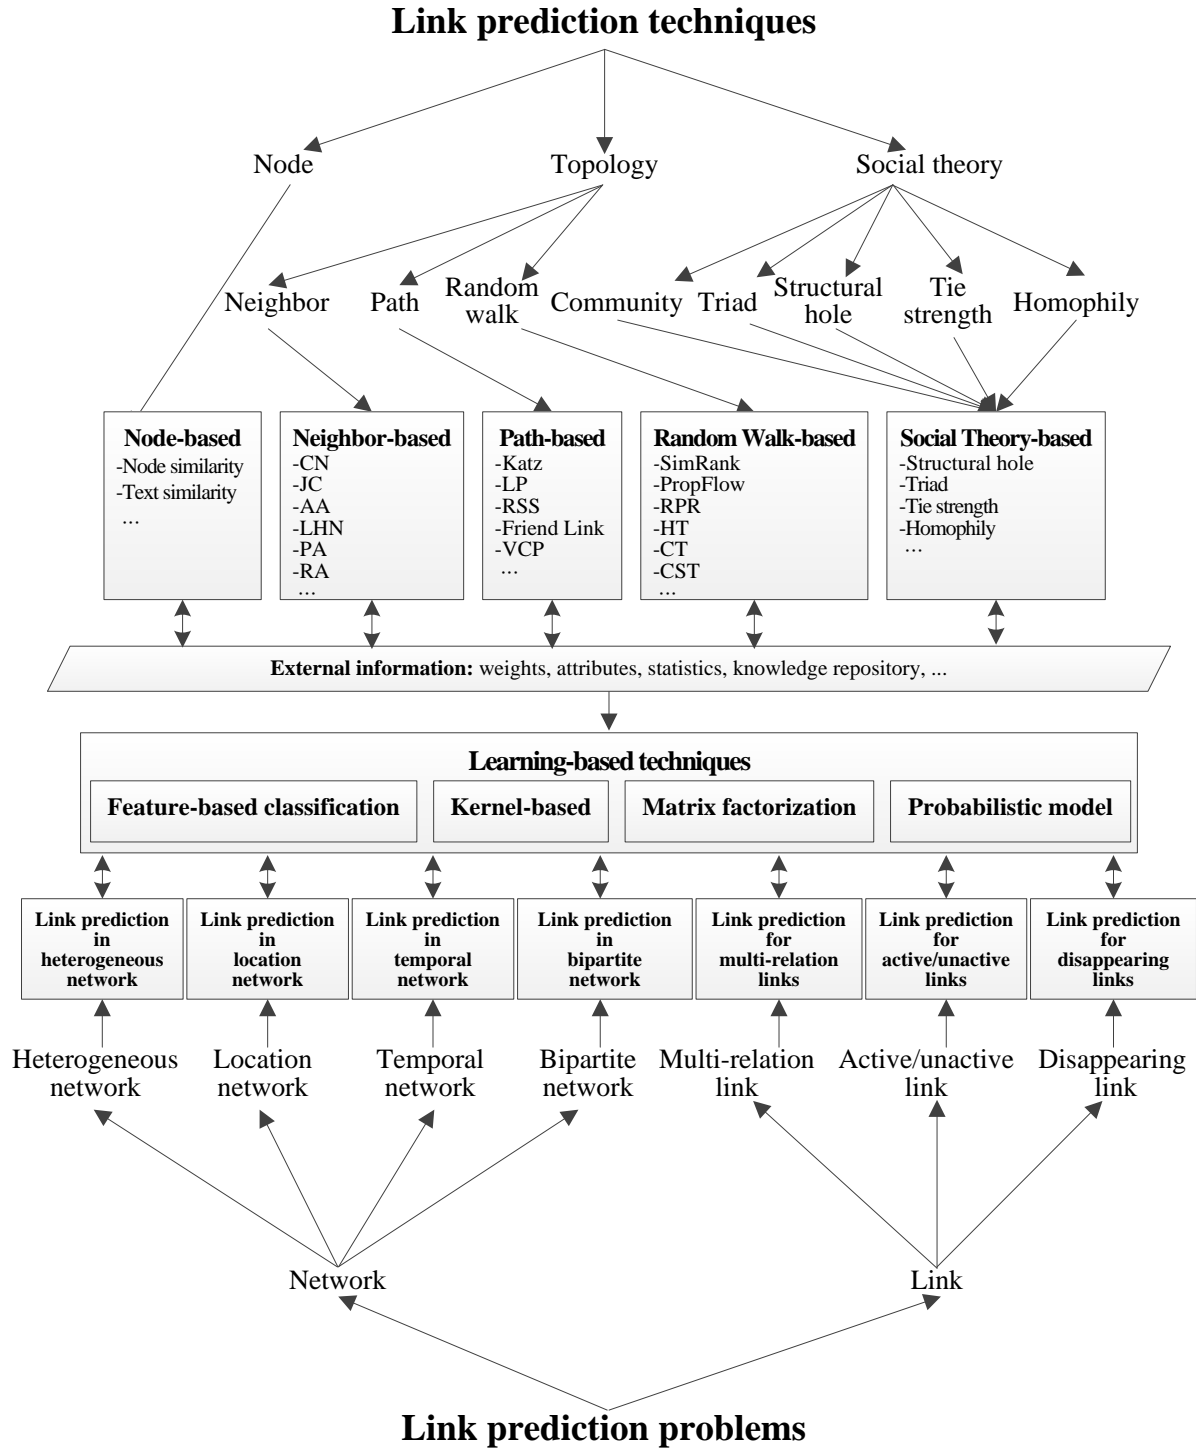 Link prediction techniques
Node
Topology
Social theory
Neighbor
Path
Random
walk
Community
Triad
Structural
hole
Tie
strength
Homophily
Node-based
-Node similarity
-Text similarity
...
Neighbor-based
-CN
-JC
-AA
-LHN
-PA
-RA
...
Path-based
-Katz
-LP
-RSS
-Friend Link
-VCP
...
Random Walk-based
-SimRank
-PropFlow
-RPR
-HT
-CT
-CST
...
Social Theory-based
-Structural hole
-Triad
-Tie strength
-Homophily
...
External information: weights, attributes, statistics, knowledge repository, ...
Learning-based techniques
Feature-based classification
Kernel-based
Matrix factorization
Probabilistic model
Link prediction
in
heterogeneous
network
Link prediction
in
location
network
Link prediction
in
temporal
network
Link prediction
in
bipartite
network
Link prediction
for
multi-relation
links
Link prediction
for
active/unactive
links
Link prediction
for
disappearing
links
Heterogeneous
network
Location
network
Temporal
network
Bipartite
network
Multi-relation
link
Active/unactive
link
Disappearing
link
Network
Link
Link prediction problems